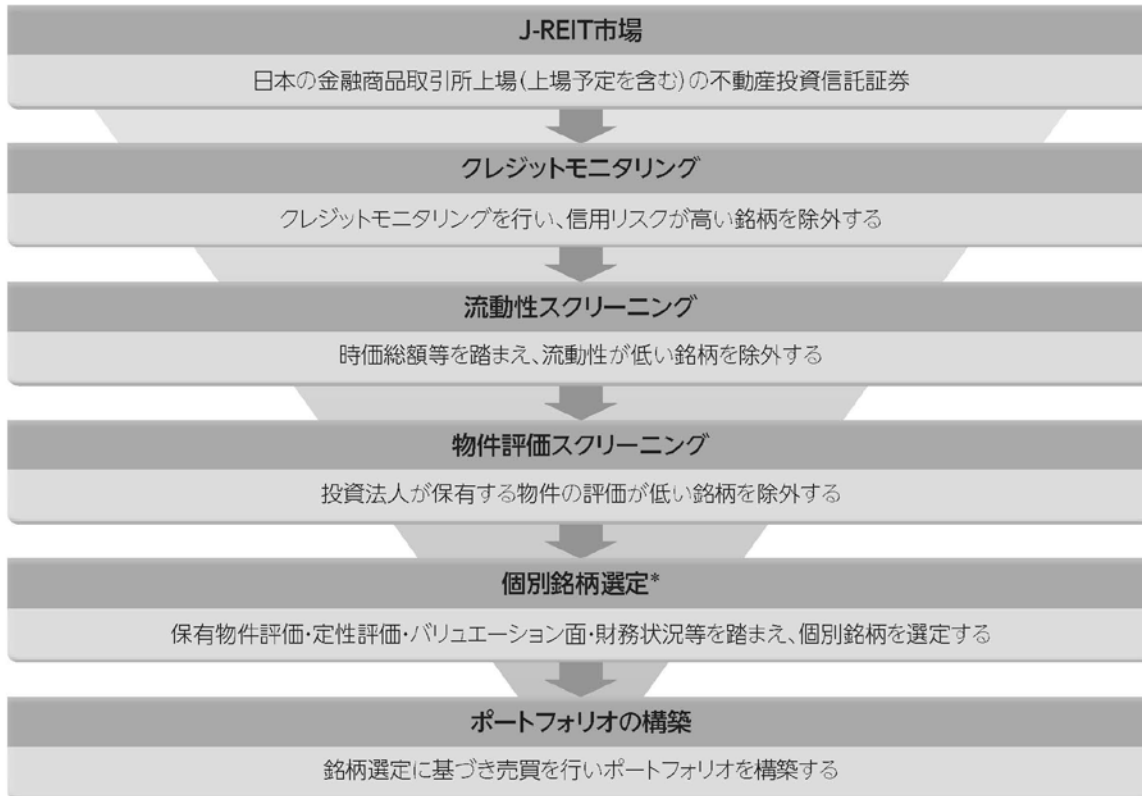 J-REIT市場
日本の金融商品取引所上場(上場予定を含む)の不動産投資信託証券
クレジットモニタリング
クレジットモニタリングを行い、信用リスクが高い銘柄を除外する
流動性スクリーニング
時価総額等を踏まえ、流動性が低い銘柄を除外する
物件評価スクリーニング
投資法人が保有する物件の評価が低い銘柄を除外する
個別銘柄選定*
保有物件評価・定性評価・バリュエーション面・財務状況等を踏まえ、個別銘柄を選定する
ポートフォリオの構築
銘柄選定に基づき売買を行いポートフォリオを構築する